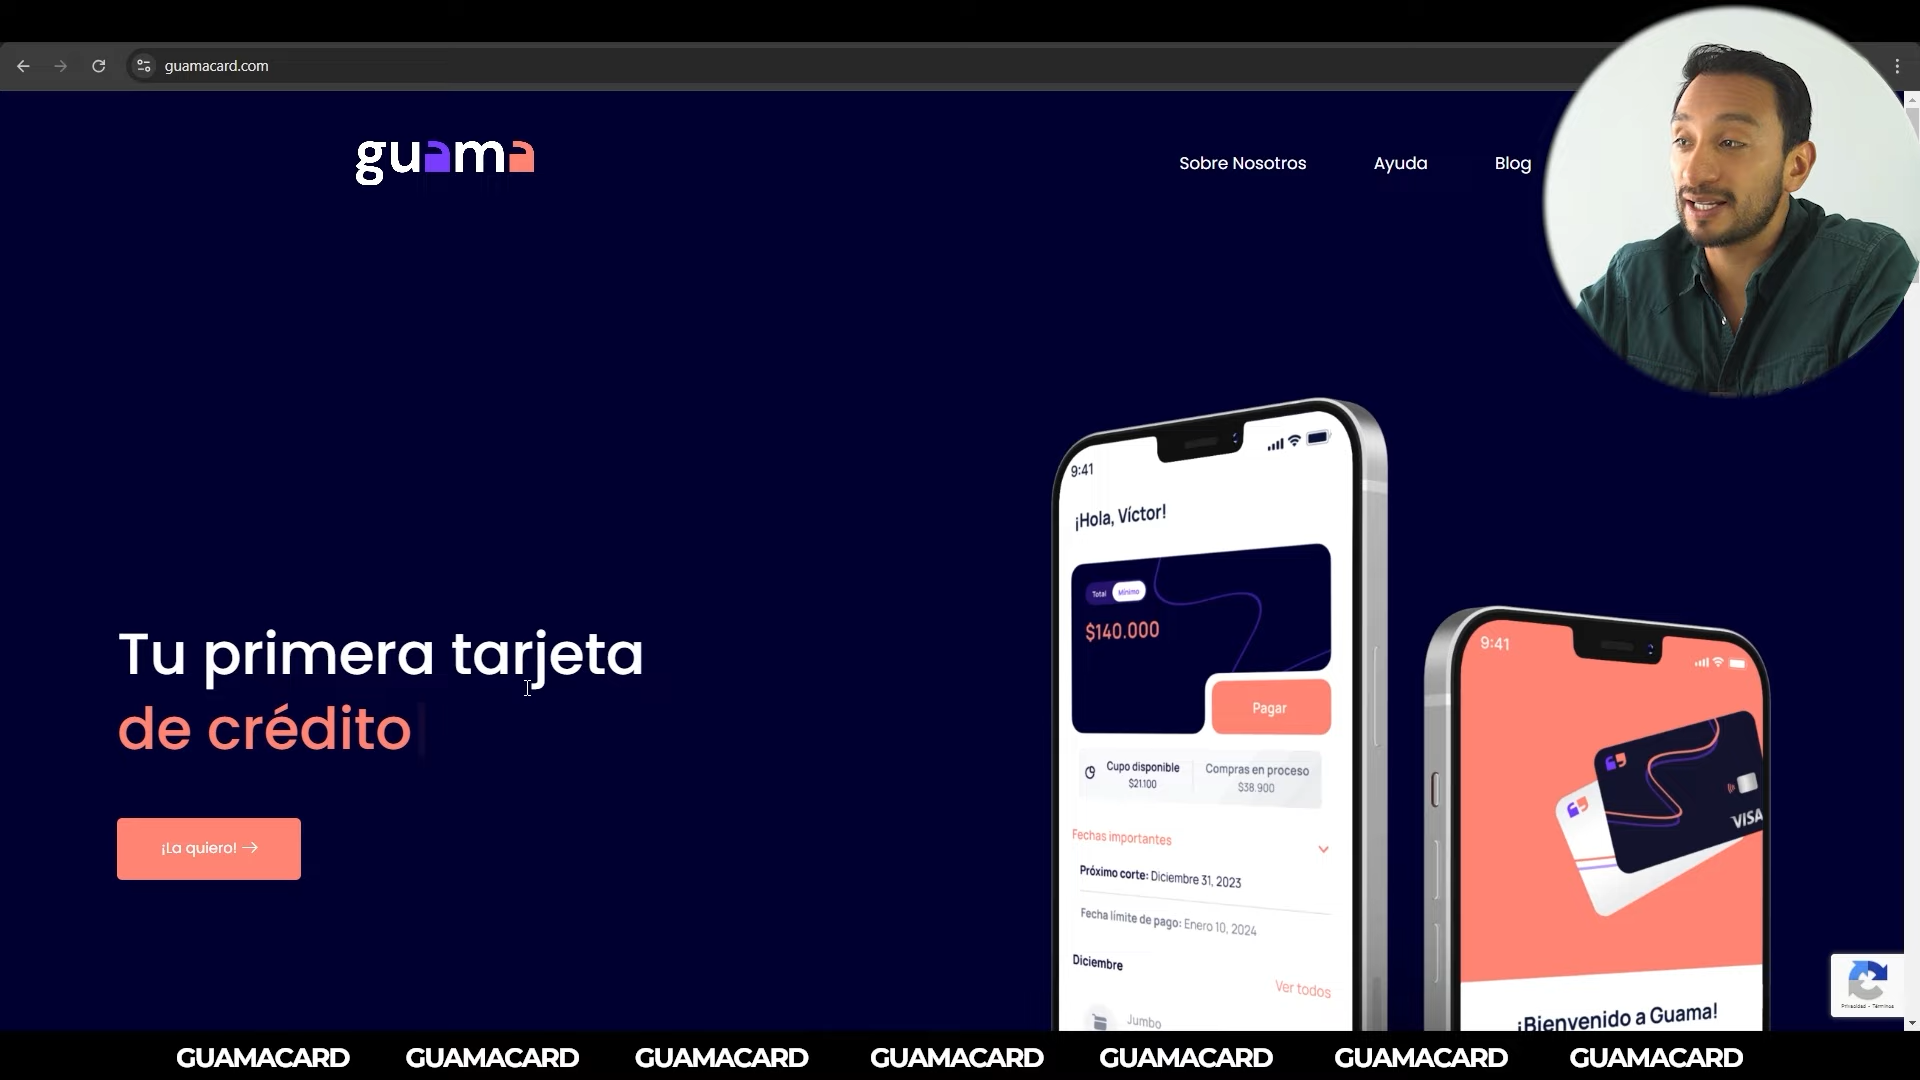 guamacard.com
guama
Sobre Nosotros
Ayuda
Blog
Tu primera tarjeta
de crédito
¡La quiero! →
9:41
¡Hola, Víctor!
Total
Mínimo
$140.000
Pagar
Cupo disponible
$21.100
Compras en proceso
$38.900
Fechas importantes
Próximo corte: Diciembre 31, 2023
Fecha límite de pago: Enero 10, 2024
Diciembre
Ver todos
Jumbo
9:41
VISA
¡Bienvenido a Guama!
Privacidad - Términos
GUAMACARD GUAMACARD GUAMACARD GUAMACARD GUAMACARD GUAMACARD GUAMACARD